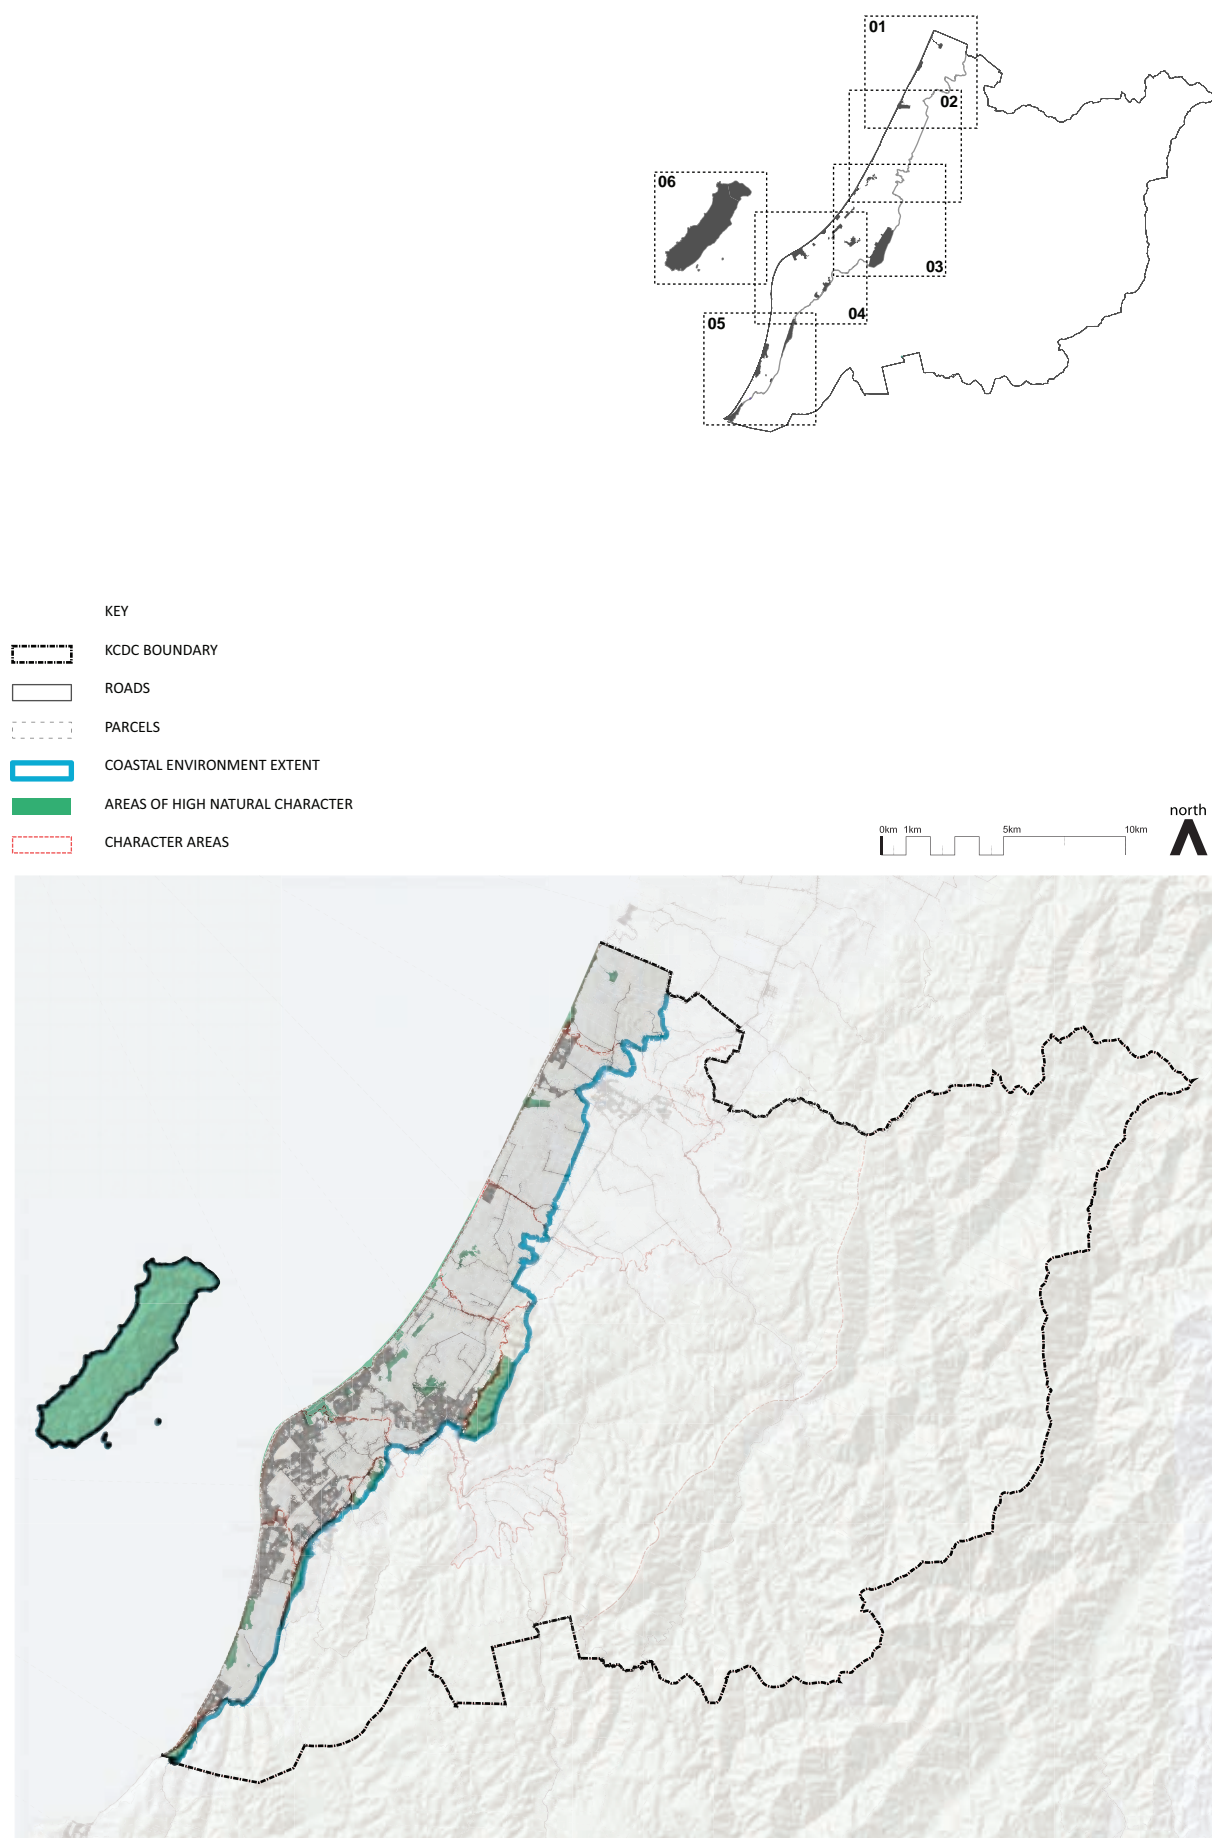 01
02
06
03
04
05
KEY
KCDC BOUNDARY
ROADS
PARCELS
COASTAL ENVIRONMENT EXTENT
AREAS OF HIGH NATURAL CHARACTER
CHARACTER AREAS
north
0km 1km 5km 10km